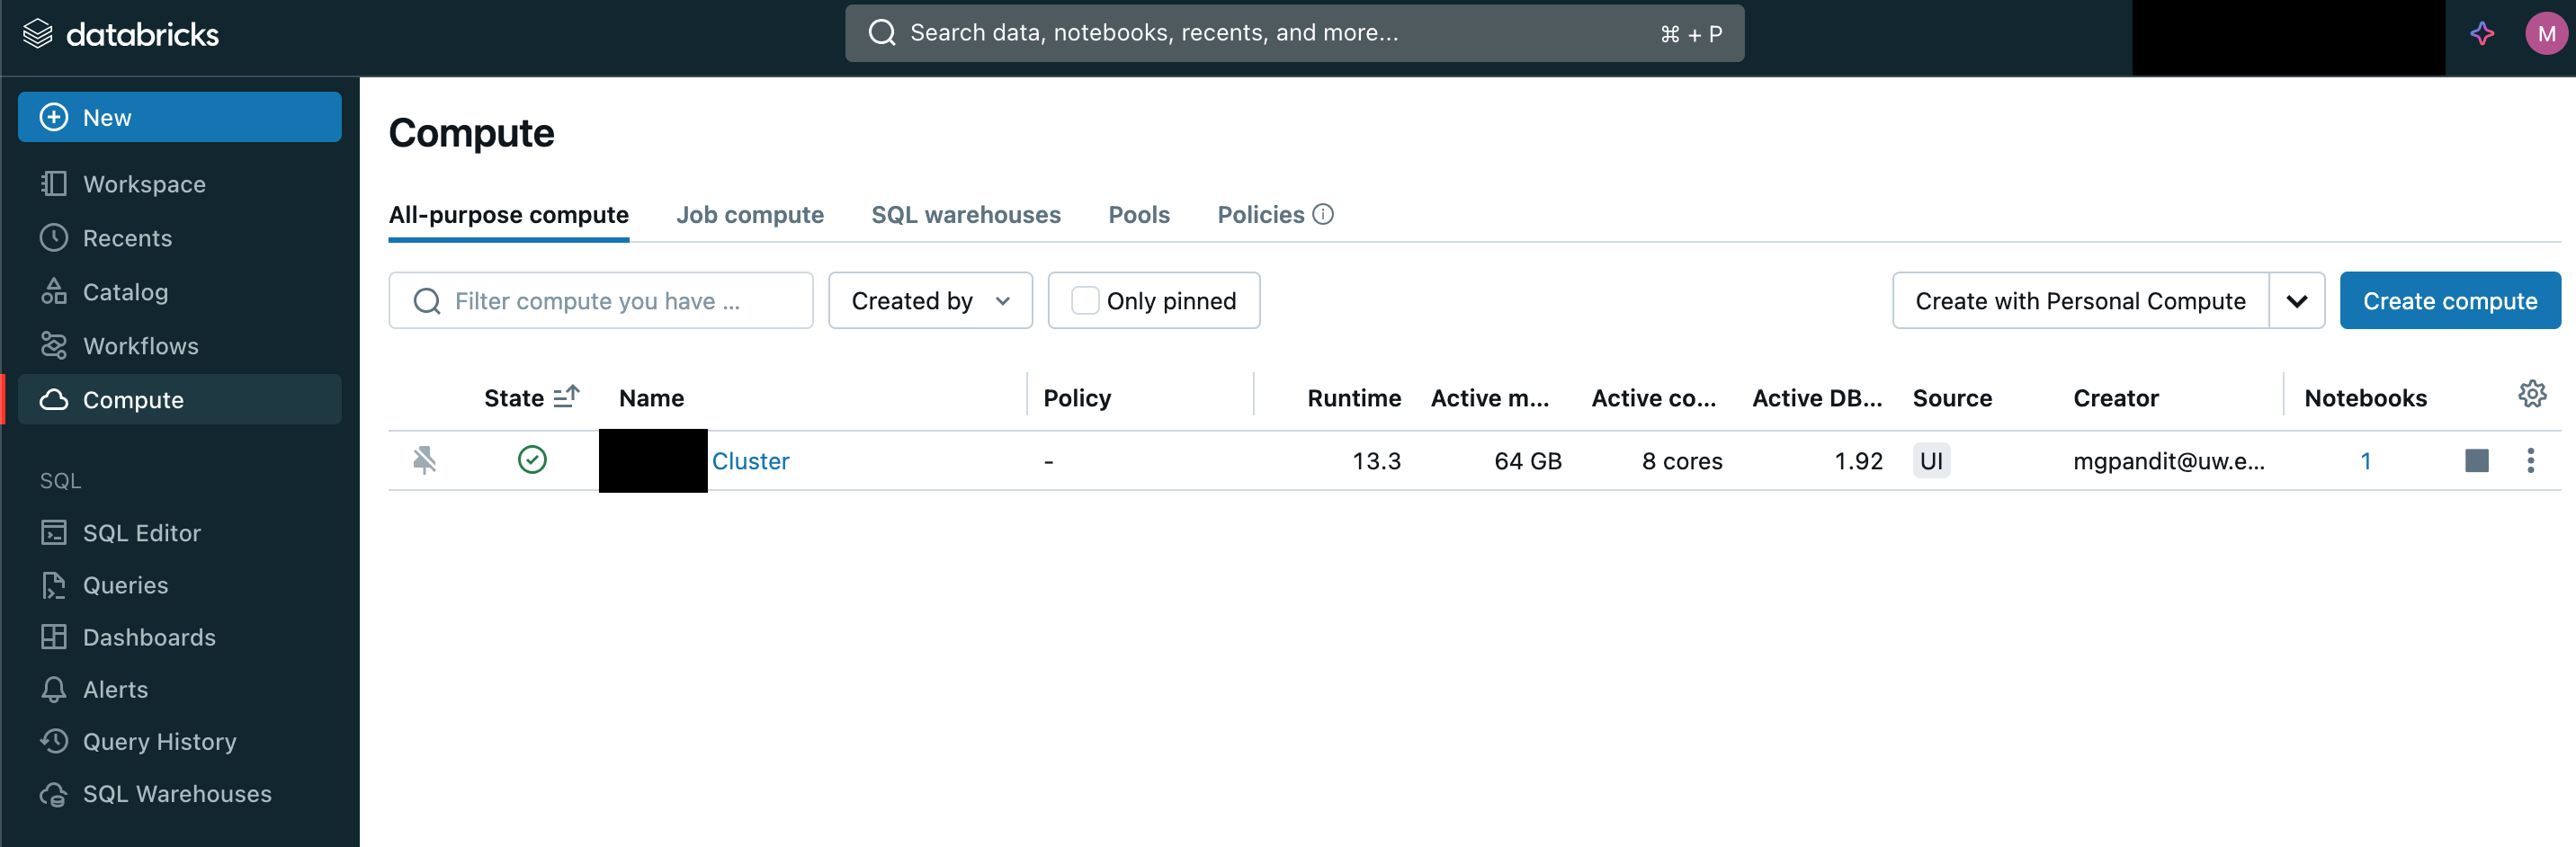 databricks
Search data, notebooks, recents, and more...
⌘ + P
M
New
Workspace
Recents
Catalog
Workflows
Compute
SQL
SQL Editor
Queries
Dashboards
Alerts
Query History
SQL Warehouses
Compute
All-purpose compute Job compute SQL warehouses Pools Policies
Filter compute you have ... Created by Only pinned Create with Personal Compute Create compute
State Name Policy Runtime Active m... Active co... Active DB... Source Creator Notebooks
Cluster - 13.3 64 GB 8 cores 1.92 UI mgpandit@uw.e... 1